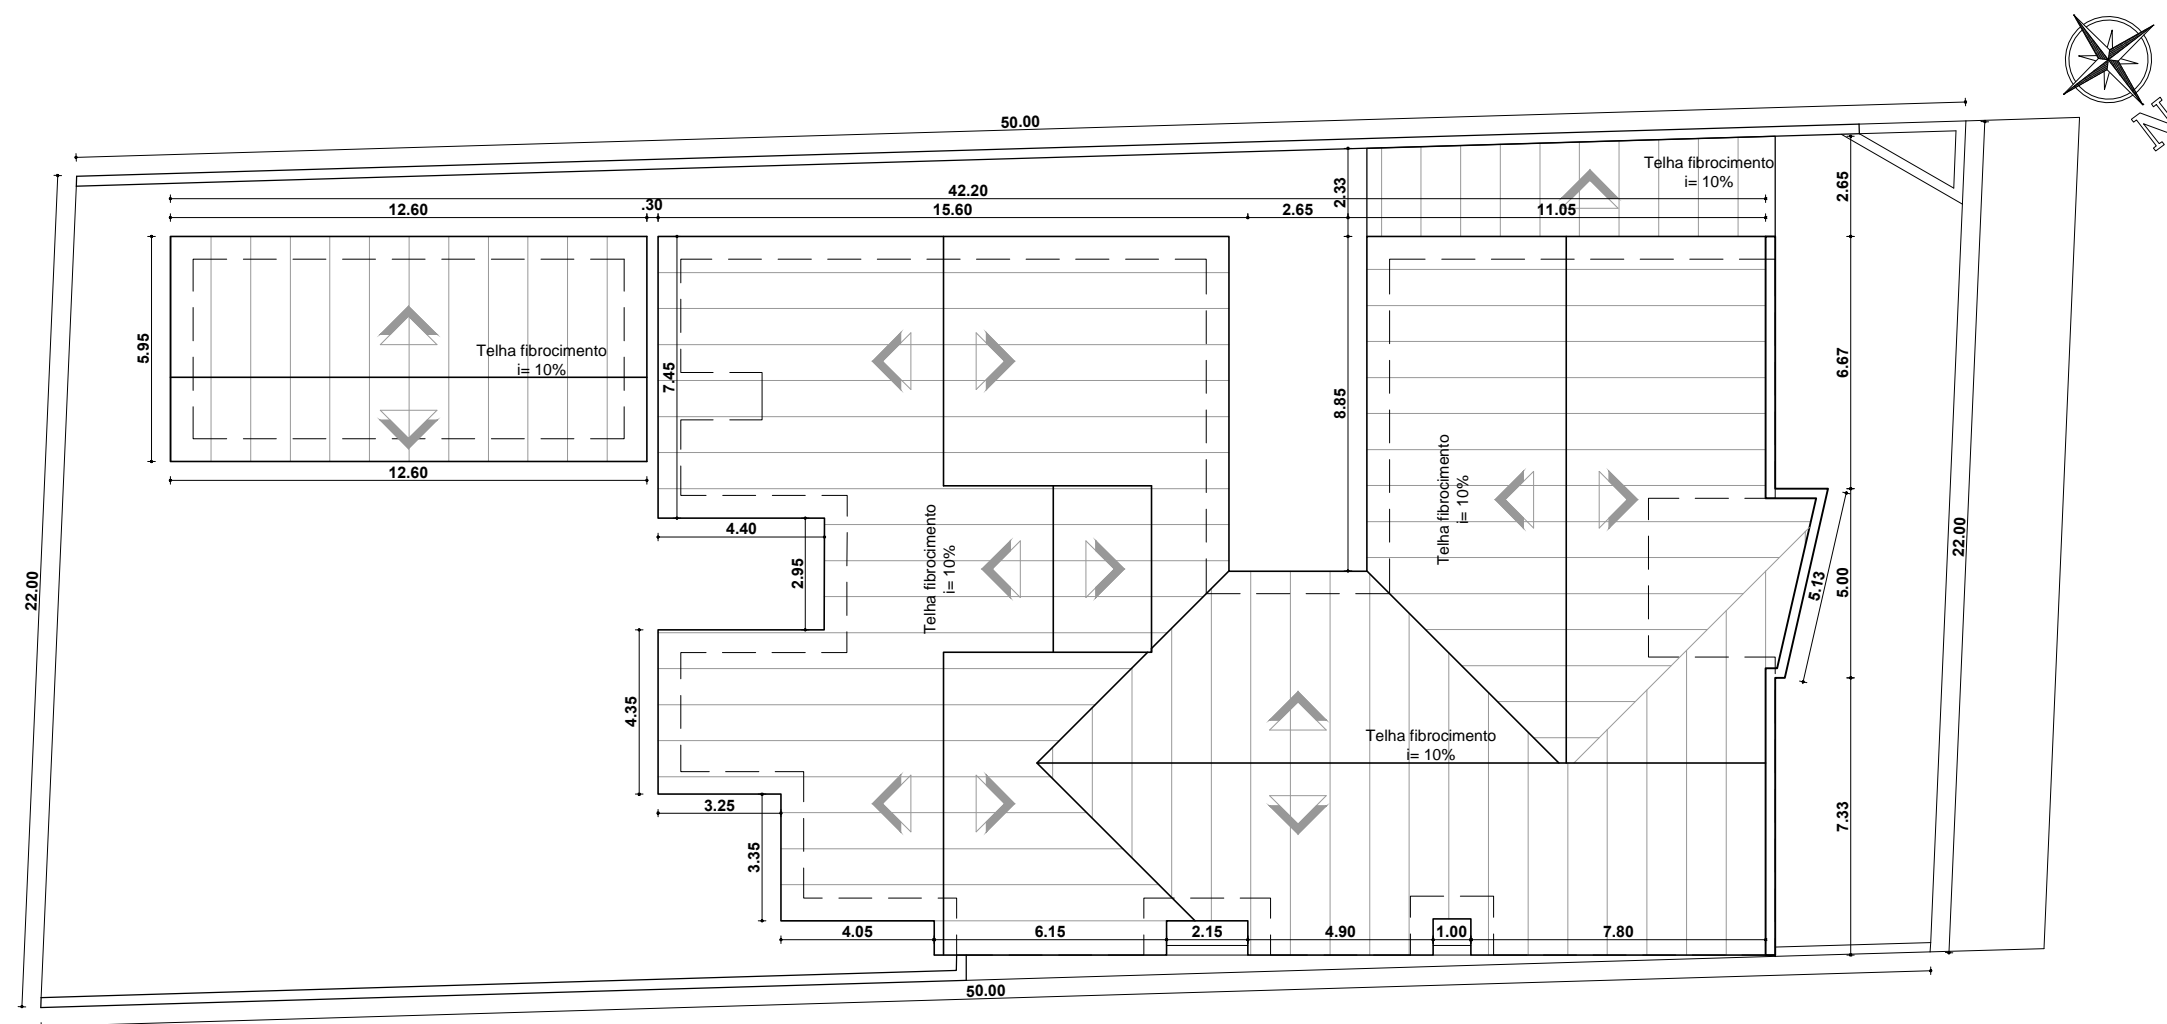 N
50.00
Telha fibrocimento
i= 10%
2.33
2.65
42.20
12.60
.30
15.60
2.65
11.05
5.95
7.45
8.85
6.67
Telha fibrocimento
i= 10%
12.60
4.40
2.95
Telha fibrocimento
i= 10%
Telha fibrocimento
i= 10%
22.00
22.00
5.13
5.00
4.35
3.25
3.35
Telha fibrocimento
i= 10%
7.33
4.05
6.15
2.15
4.90
1.00
7.80
50.00